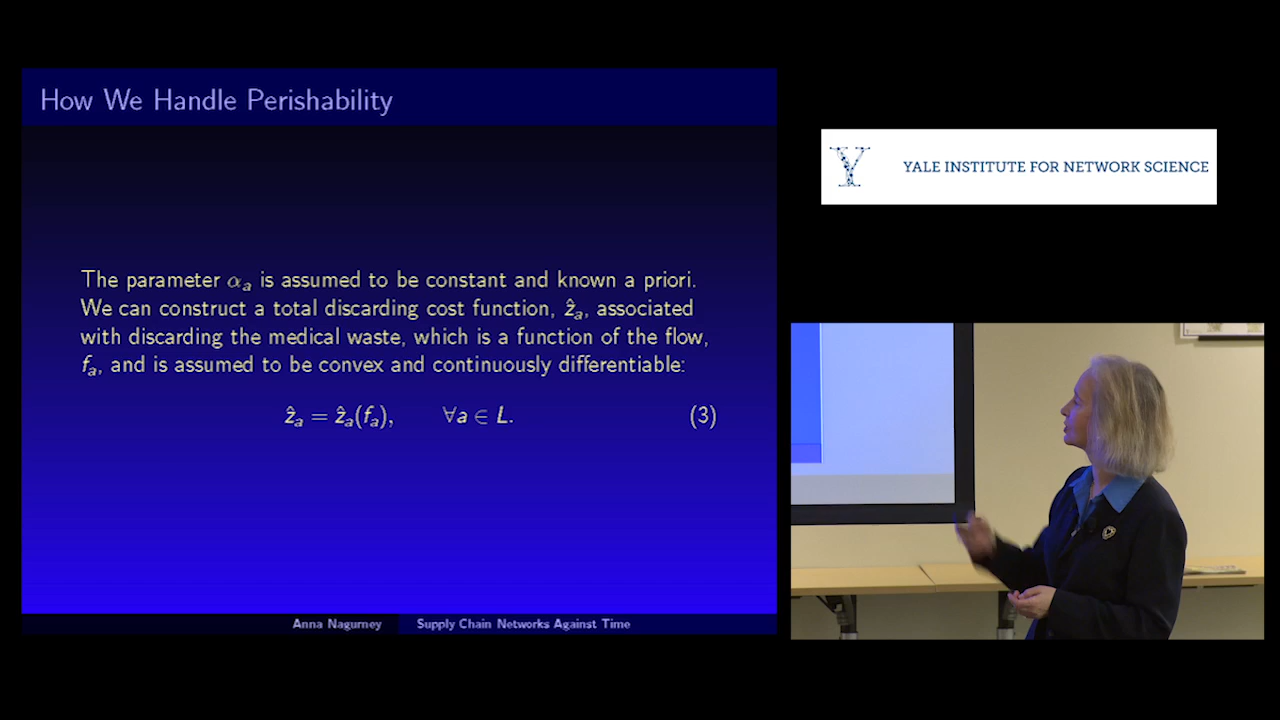 How We Handle Perishability
The parameter αₐ is assumed to be constant and known a priori.
We can construct a total discarding cost function, ẑₐ, associated
with discarding the medical waste, which is a function of the flow,
fₐ, and is assumed to be convex and continuously differentiable:
ẑₐ = ẑₐ(fₐ), ∀a ∈ L. (3)
Anna Nagurney Supply Chain Networks Against Time
YALE INSTITUTE FOR NETWORK SCIENCE